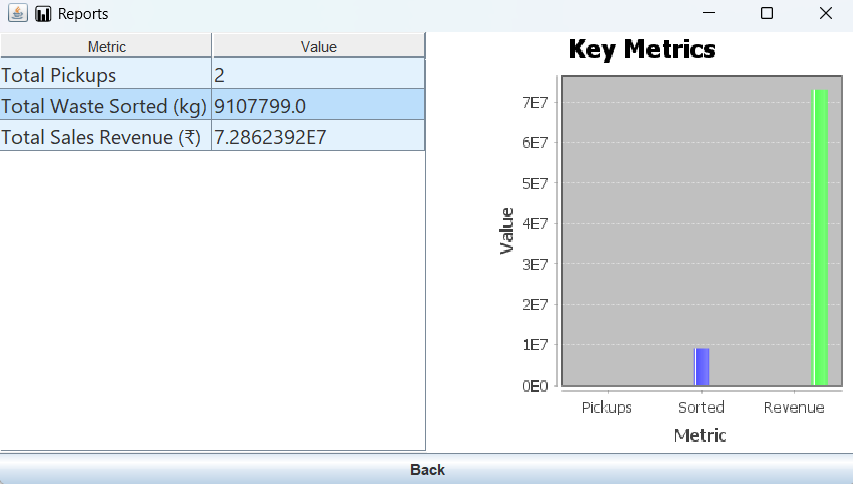 Reports
Metric Value
Total Pickups 2
Total Waste Sorted (kg) 9107799.0
Total Sales Revenue (₹) 7.2862392E7
Key Metrics
Value
7E7
6E7
5E7
4E7
3E7
2E7
1E7
0E0
Pickups Sorted Revenue
Metric
Back